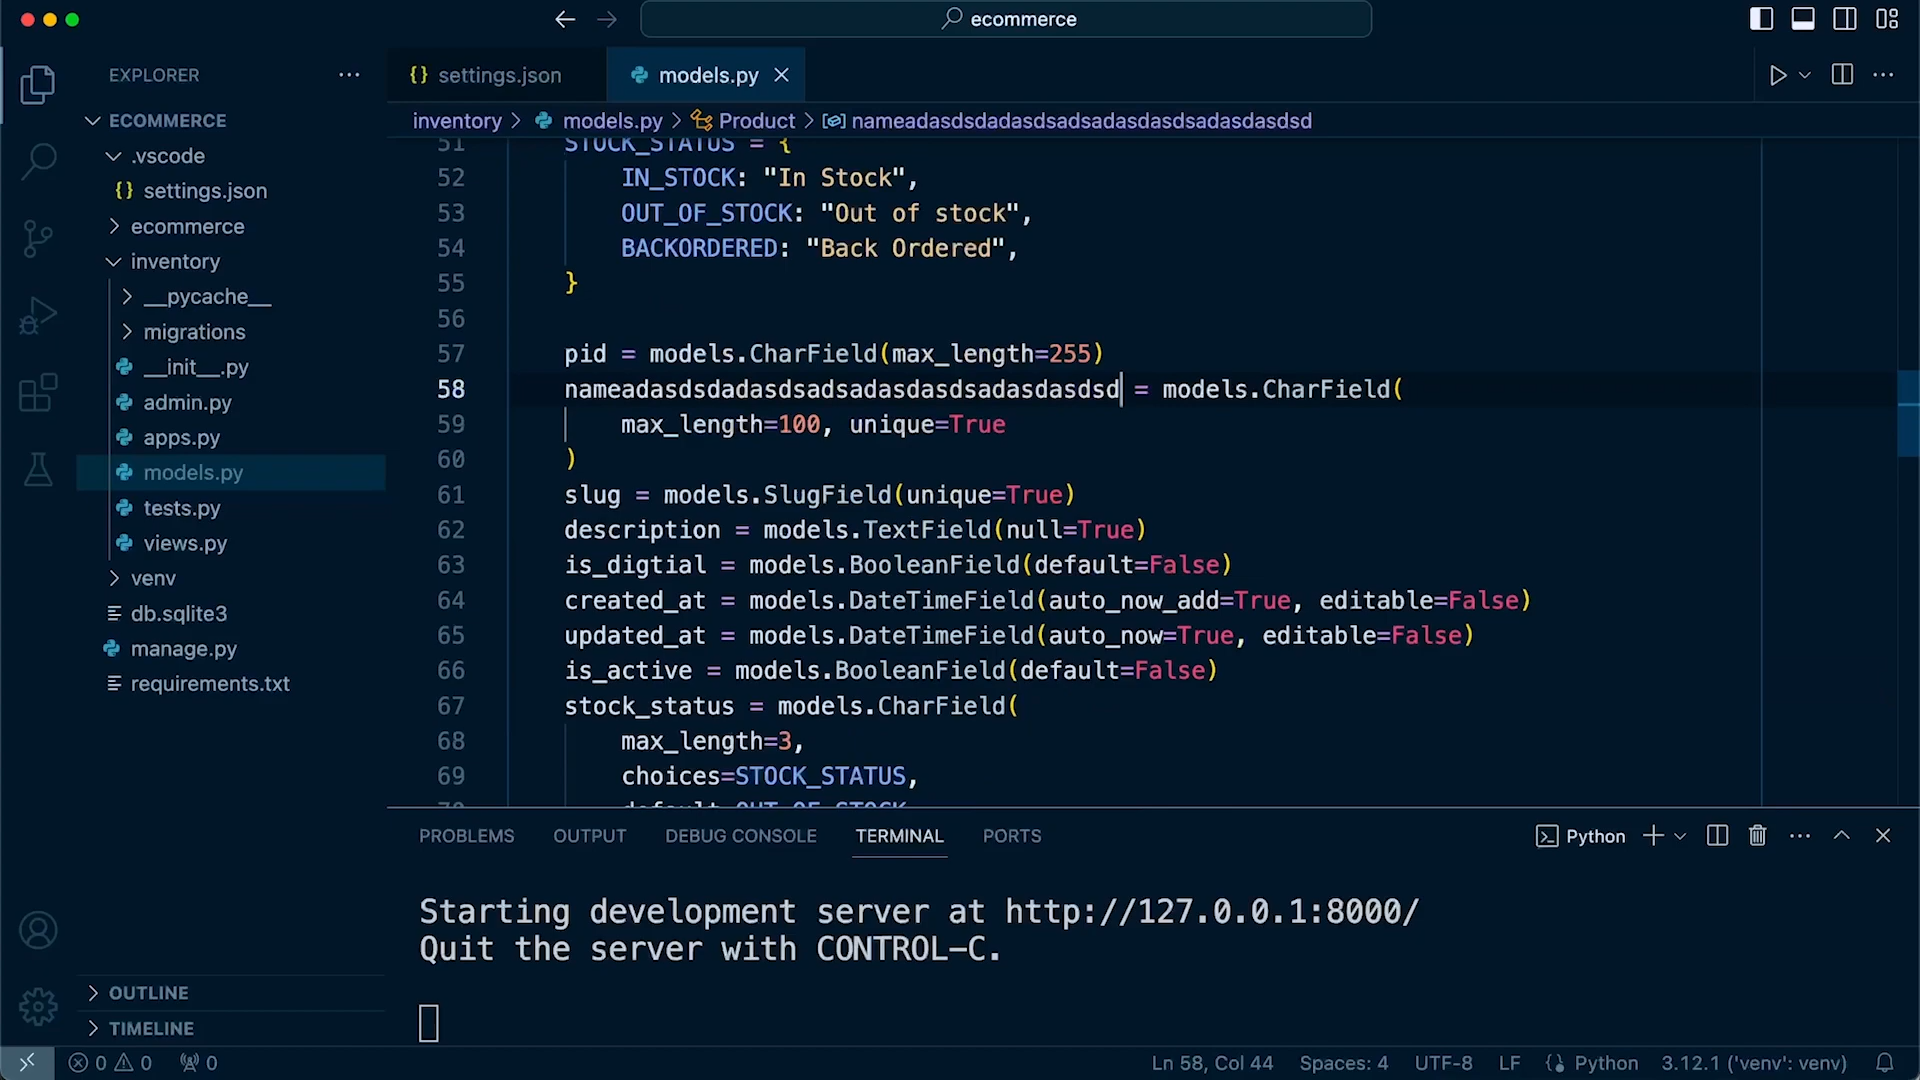 ecommerce
EXPLORER
ECOMMERCE
.vscode
{} settings.json
ecommerce
inventory
__pycache__
migrations
__init__.py
admin.py
apps.py
models.py
tests.py
views.py
venv
db.sqlite3
manage.py
requirements.txt
OUTLINE
TIMELINE
{} settings.json
models.py
inventory > models.py > Product > nameadasdsdadasdsadsadasdasdsadasdasdsd
51 STOCK_STATUS = {
52 IN_STOCK: "In Stock",
53 OUT_OF_STOCK: "Out of stock",
54 BACKORDERED: "Back Ordered",
55 }
56
57 pid = models.CharField(max_length=255)
58 nameadasdsdadasdsadsadasdasdsadasdasdsd = models.CharField(
59 max_length=100, unique=True
60 )
61 slug = models.SlugField(unique=True)
62 description = models.TextField(null=True)
63 is_digtial = models.BooleanField(default=False)
64 created_at = models.DateTimeField(auto_now_add=True, editable=False)
65 updated_at = models.DateTimeField(auto_now=True, editable=False)
66 is_active = models.BooleanField(default=False)
67 stock_status = models.CharField(
68 max_length=3,
69 choices=STOCK_STATUS,
70 default=OUT_OF_STOCK
PROBLEMS OUTPUT DEBUG CONSOLE TERMINAL PORTS
Python
Starting development server at http://127.0.0.1:8000/
Quit the server with CONTROL-C.
0 0 0
Ln 58, Col 44 Spaces: 4 UTF-8 LF Python 3.12.1 ('venv': venv)